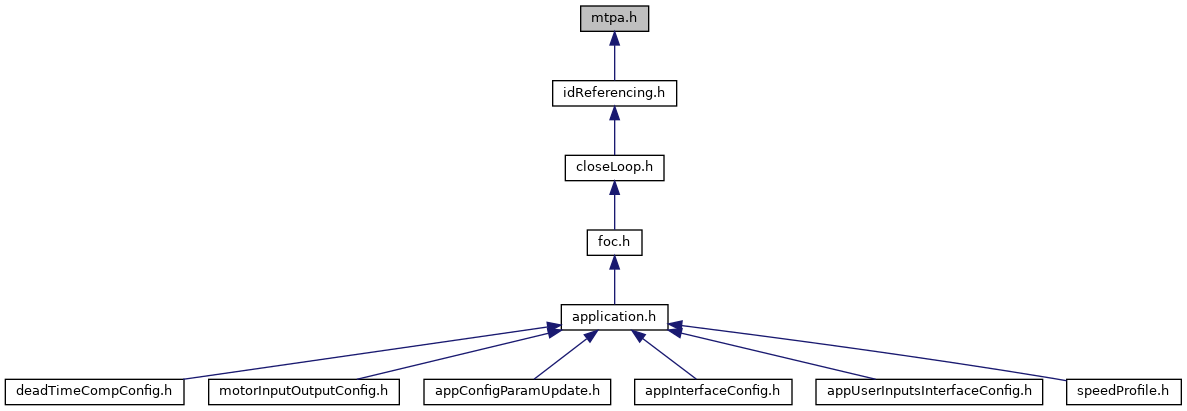 mtpa.h
idReferencing.h
closeLoop.h
foc.h
application.h
deadTimeCompConfig.h
motorInputOutputConfig.h
appConfigParamUpdate.h
appInterfaceConfig.h
appUserInputsInterfaceConfig.h
speedProfile.h